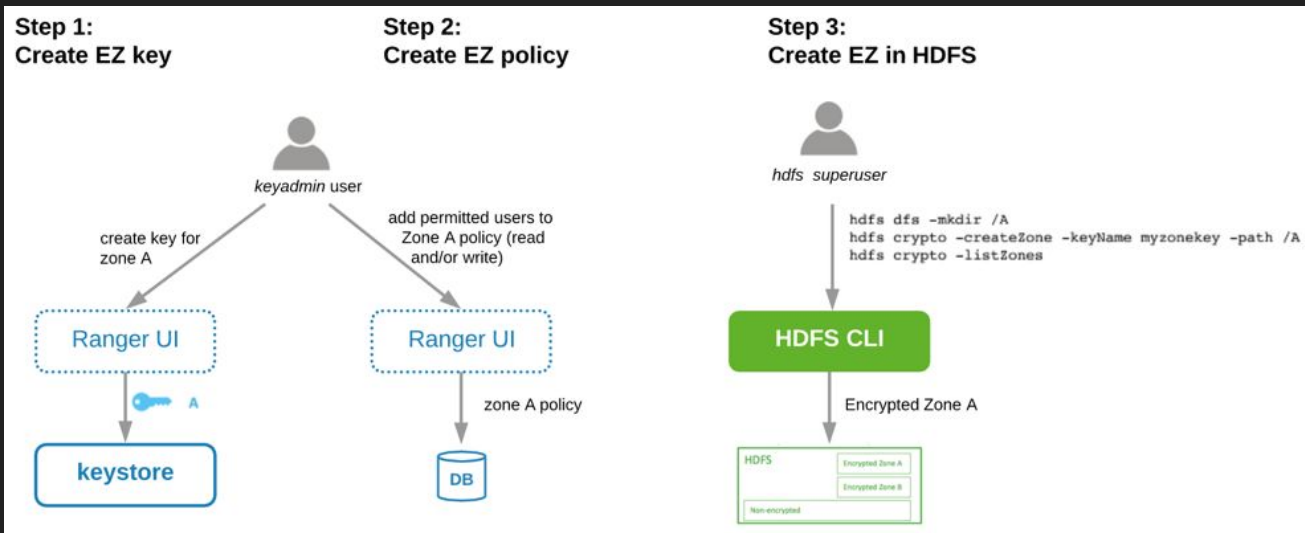 Step 1:
Create EZ key
Step 2:
Create EZ policy
Step 3:
Create EZ in HDFS
keyadmin user
hdfs superuser
create key for
zone A
add permitted users to
Zone A policy (read
and/or write)
hdfs dfs -mkdir /A
hdfs crypto -createZone -keyName myzonekey -path /A
hdfs crypto -listZones
Ranger UI
Ranger UI
HDFS CLI
A
zone A policy
Encrypted Zone A
keystore
DB
HDFS
Encrypted Zone A
Encrypted Zone B
Non-encrypted